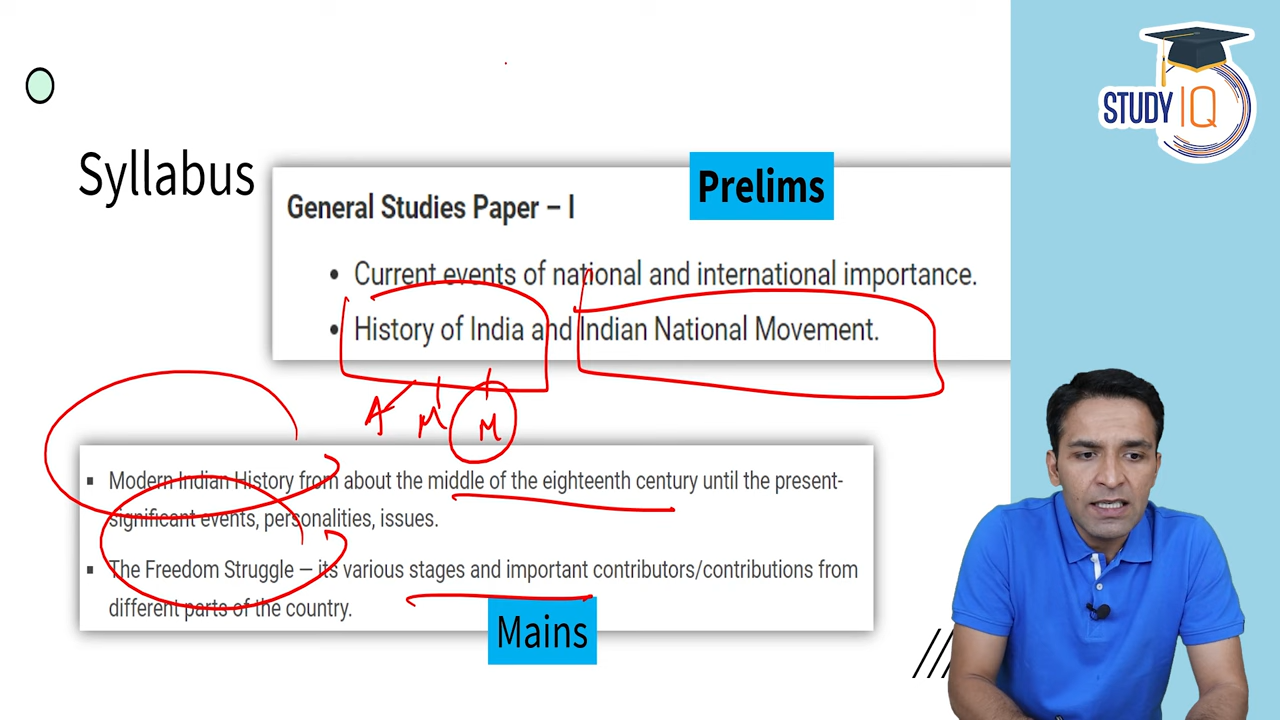 STUDY IQ
Syllabus
Prelims
General Studies Paper – I
• Current events of national and international importance.
• History of India and Indian National Movement.
A M M
▪ Modern Indian History from about the middle of the eighteenth century until the present-
significant events, personalities, issues.
▪ The Freedom Struggle – its various stages and important contributors/contributions from
different parts of the country.
Mains